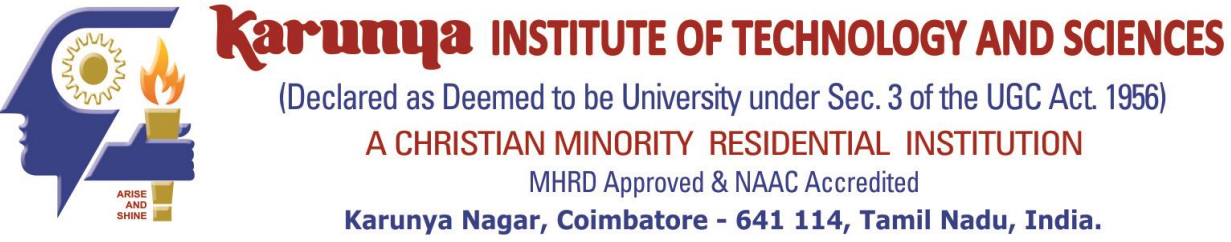 Karunya INSTITUTE OF TECHNOLOGY AND SCIENCES
(Declared as Deemed to be University under Sec. 3 of the UGC Act. 1956)
A CHRISTIAN MINORITY RESIDENTIAL INSTITUTION
MHRD Approved & NAAC Accredited
Karunya Nagar, Coimbatore - 641 114, Tamil Nadu, India.
ARISE
AND
SHINE